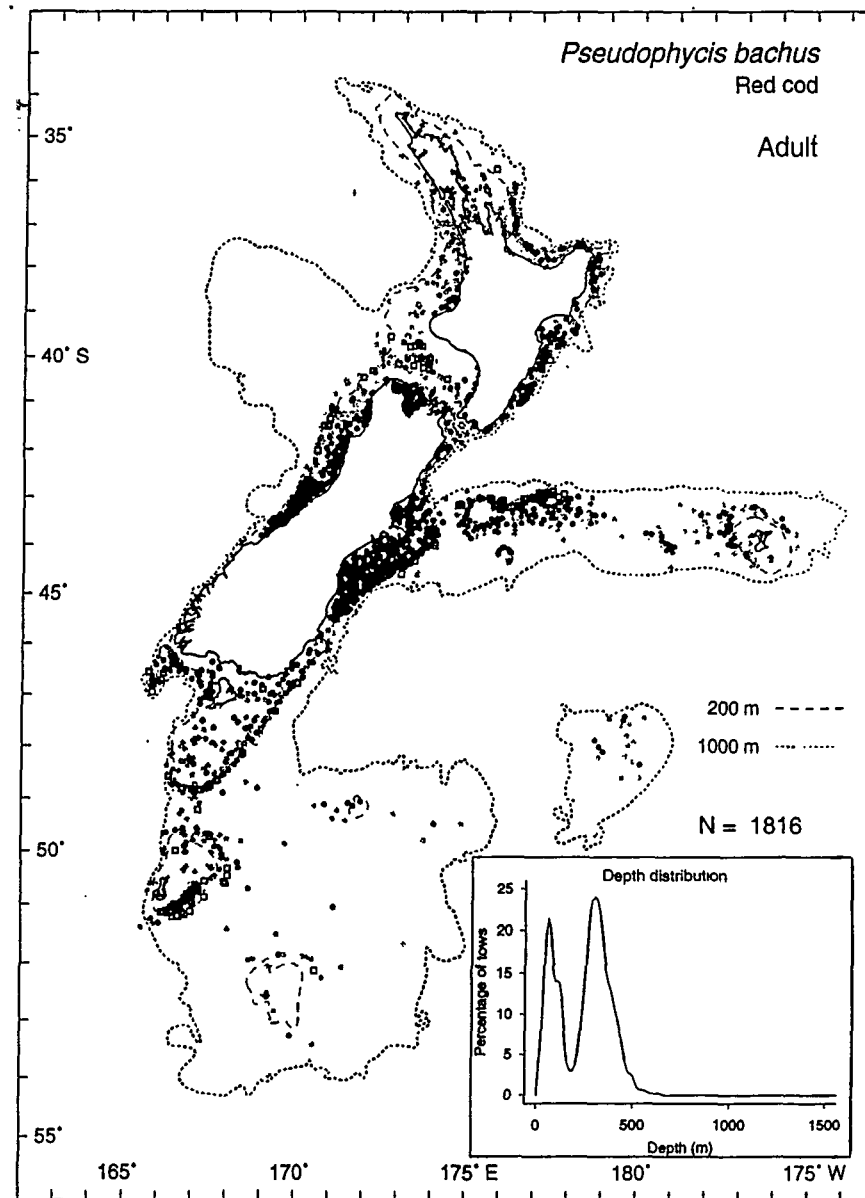 Pseudophycis bachus
Red cod
Adult
35°
40° S
45°
50°
55°
200 m
1000 m
N = 1816
Depth distribution
Percentage of tows
25
20
15
10
5
0
0 500 1000 1500
Depth (m)
165° 170° 175° E 180° 175° W